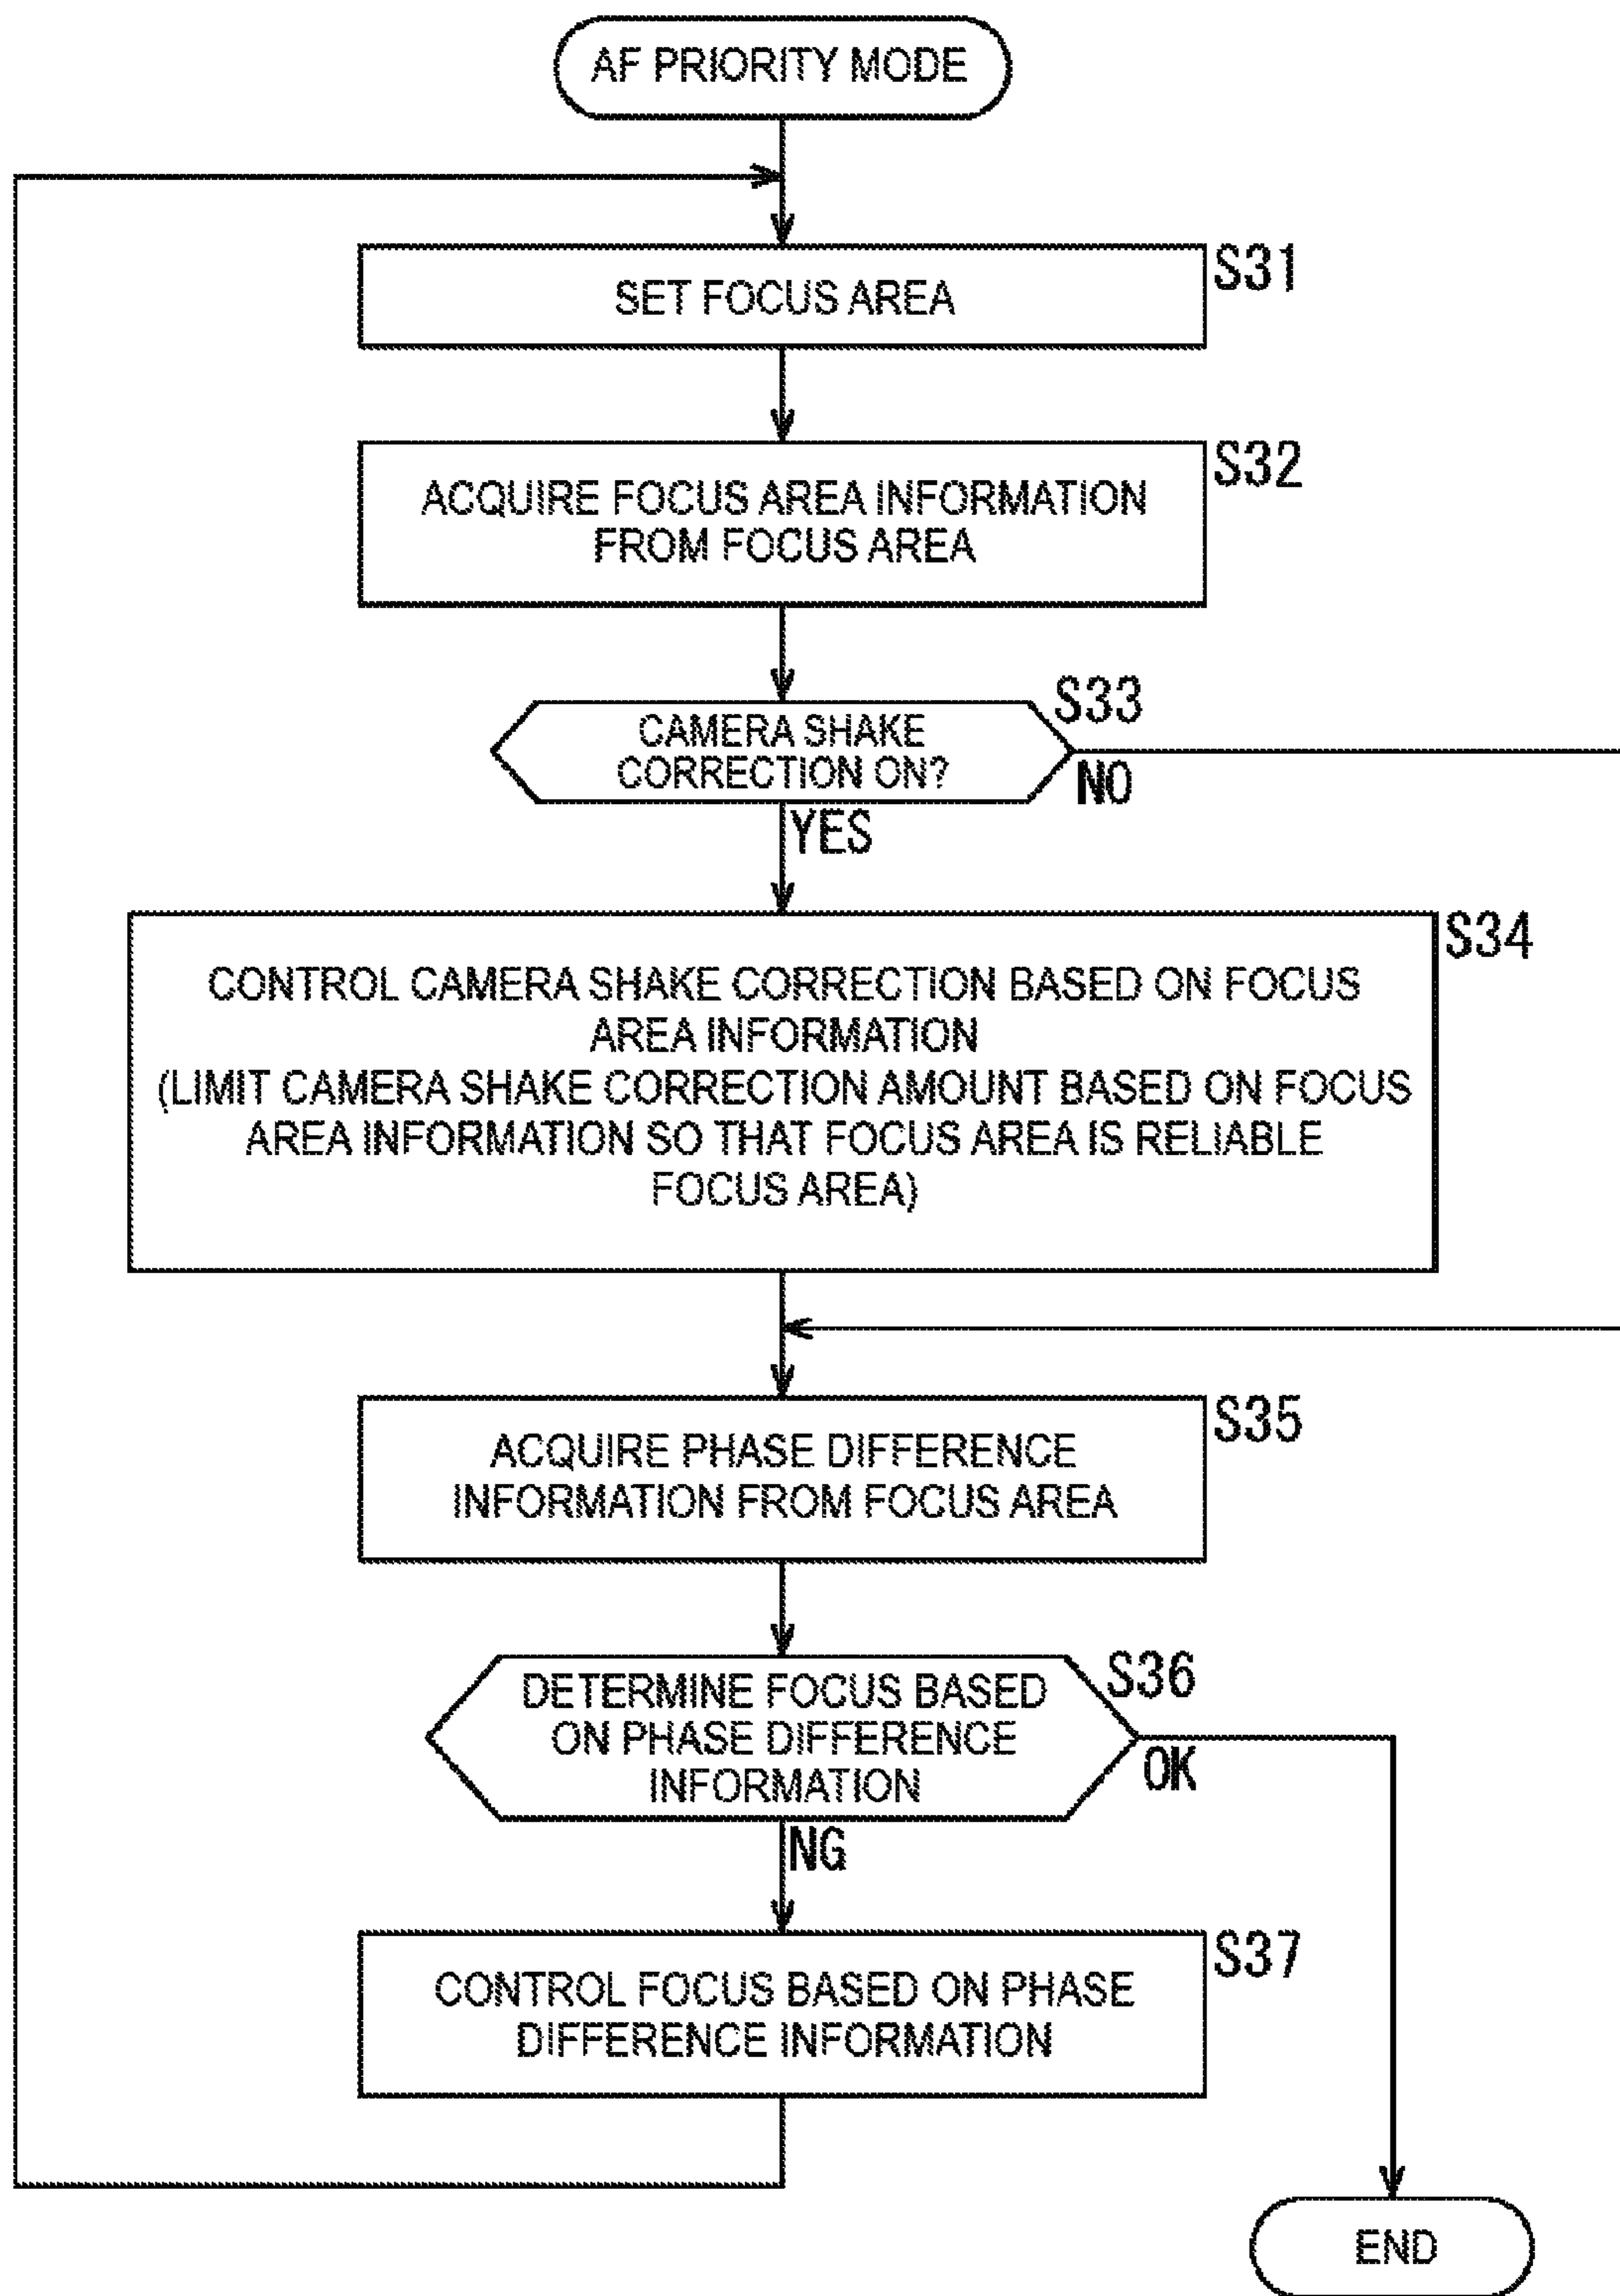 AF PRIORITY MODE
S31
SET FOCUS AREA
S32
ACQUIRE FOCUS AREA INFORMATION
FROM FOCUS AREA
S33
CAMERA SHAKE
CORRECTION ON?
NO
YES
S34
CONTROL CAMERA SHAKE CORRECTION BASED ON FOCUS
AREA INFORMATION
(LIMIT CAMERA SHAKE CORRECTION AMOUNT BASED ON FOCUS
AREA INFORMATION SO THAT FOCUS AREA IS RELIABLE
FOCUS AREA)
S35
ACQUIRE PHASE DIFFERENCE
INFORMATION FROM FOCUS AREA
S36
DETERMINE FOCUS BASED
ON PHASE DIFFERENCE
INFORMATION
OK
NG
S37
CONTROL FOCUS BASED ON PHASE
DIFFERENCE INFORMATION
END